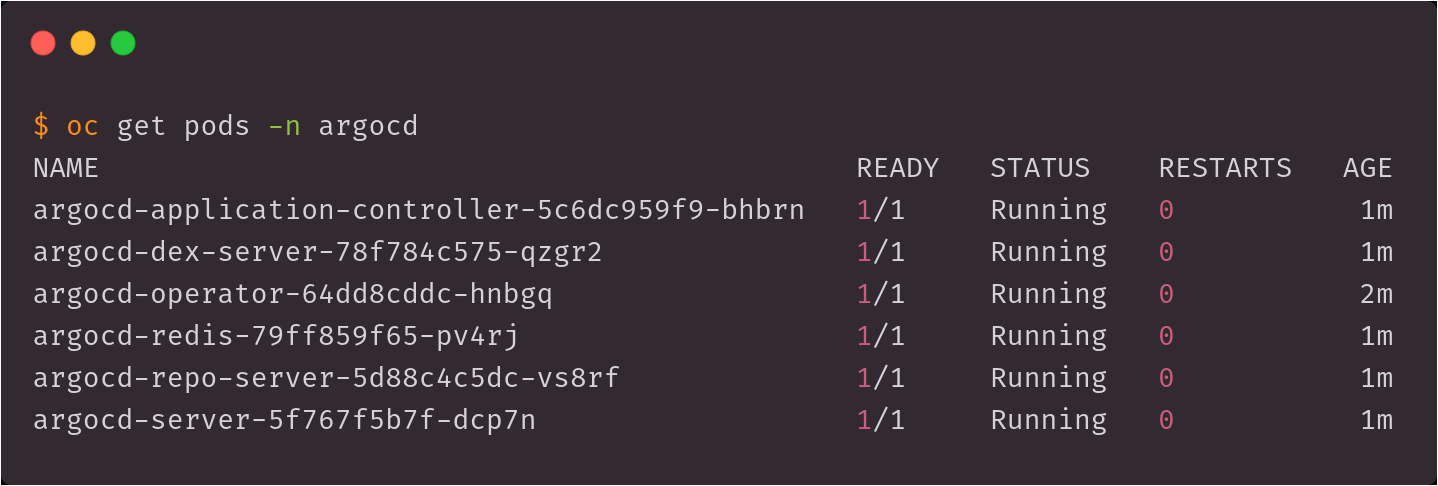 $ oc get pods -n argocd
NAME                                             READY   STATUS    RESTARTS   AGE
argocd-application-controller-5c6dc959f9-bhbrn   1/1     Running   0           1m
argocd-dex-server-78f784c575-qzgr2               1/1     Running   0           1m
argocd-operator-64dd8cddc-hnbgq                  1/1     Running   0           2m
argocd-redis-79ff859f65-pv4rj                    1/1     Running   0           1m
argocd-repo-server-5d88c4c5dc-vs8rf              1/1     Running   0           1m
argocd-server-5f767f5b7f-dcp7n                   1/1     Running   0           1m